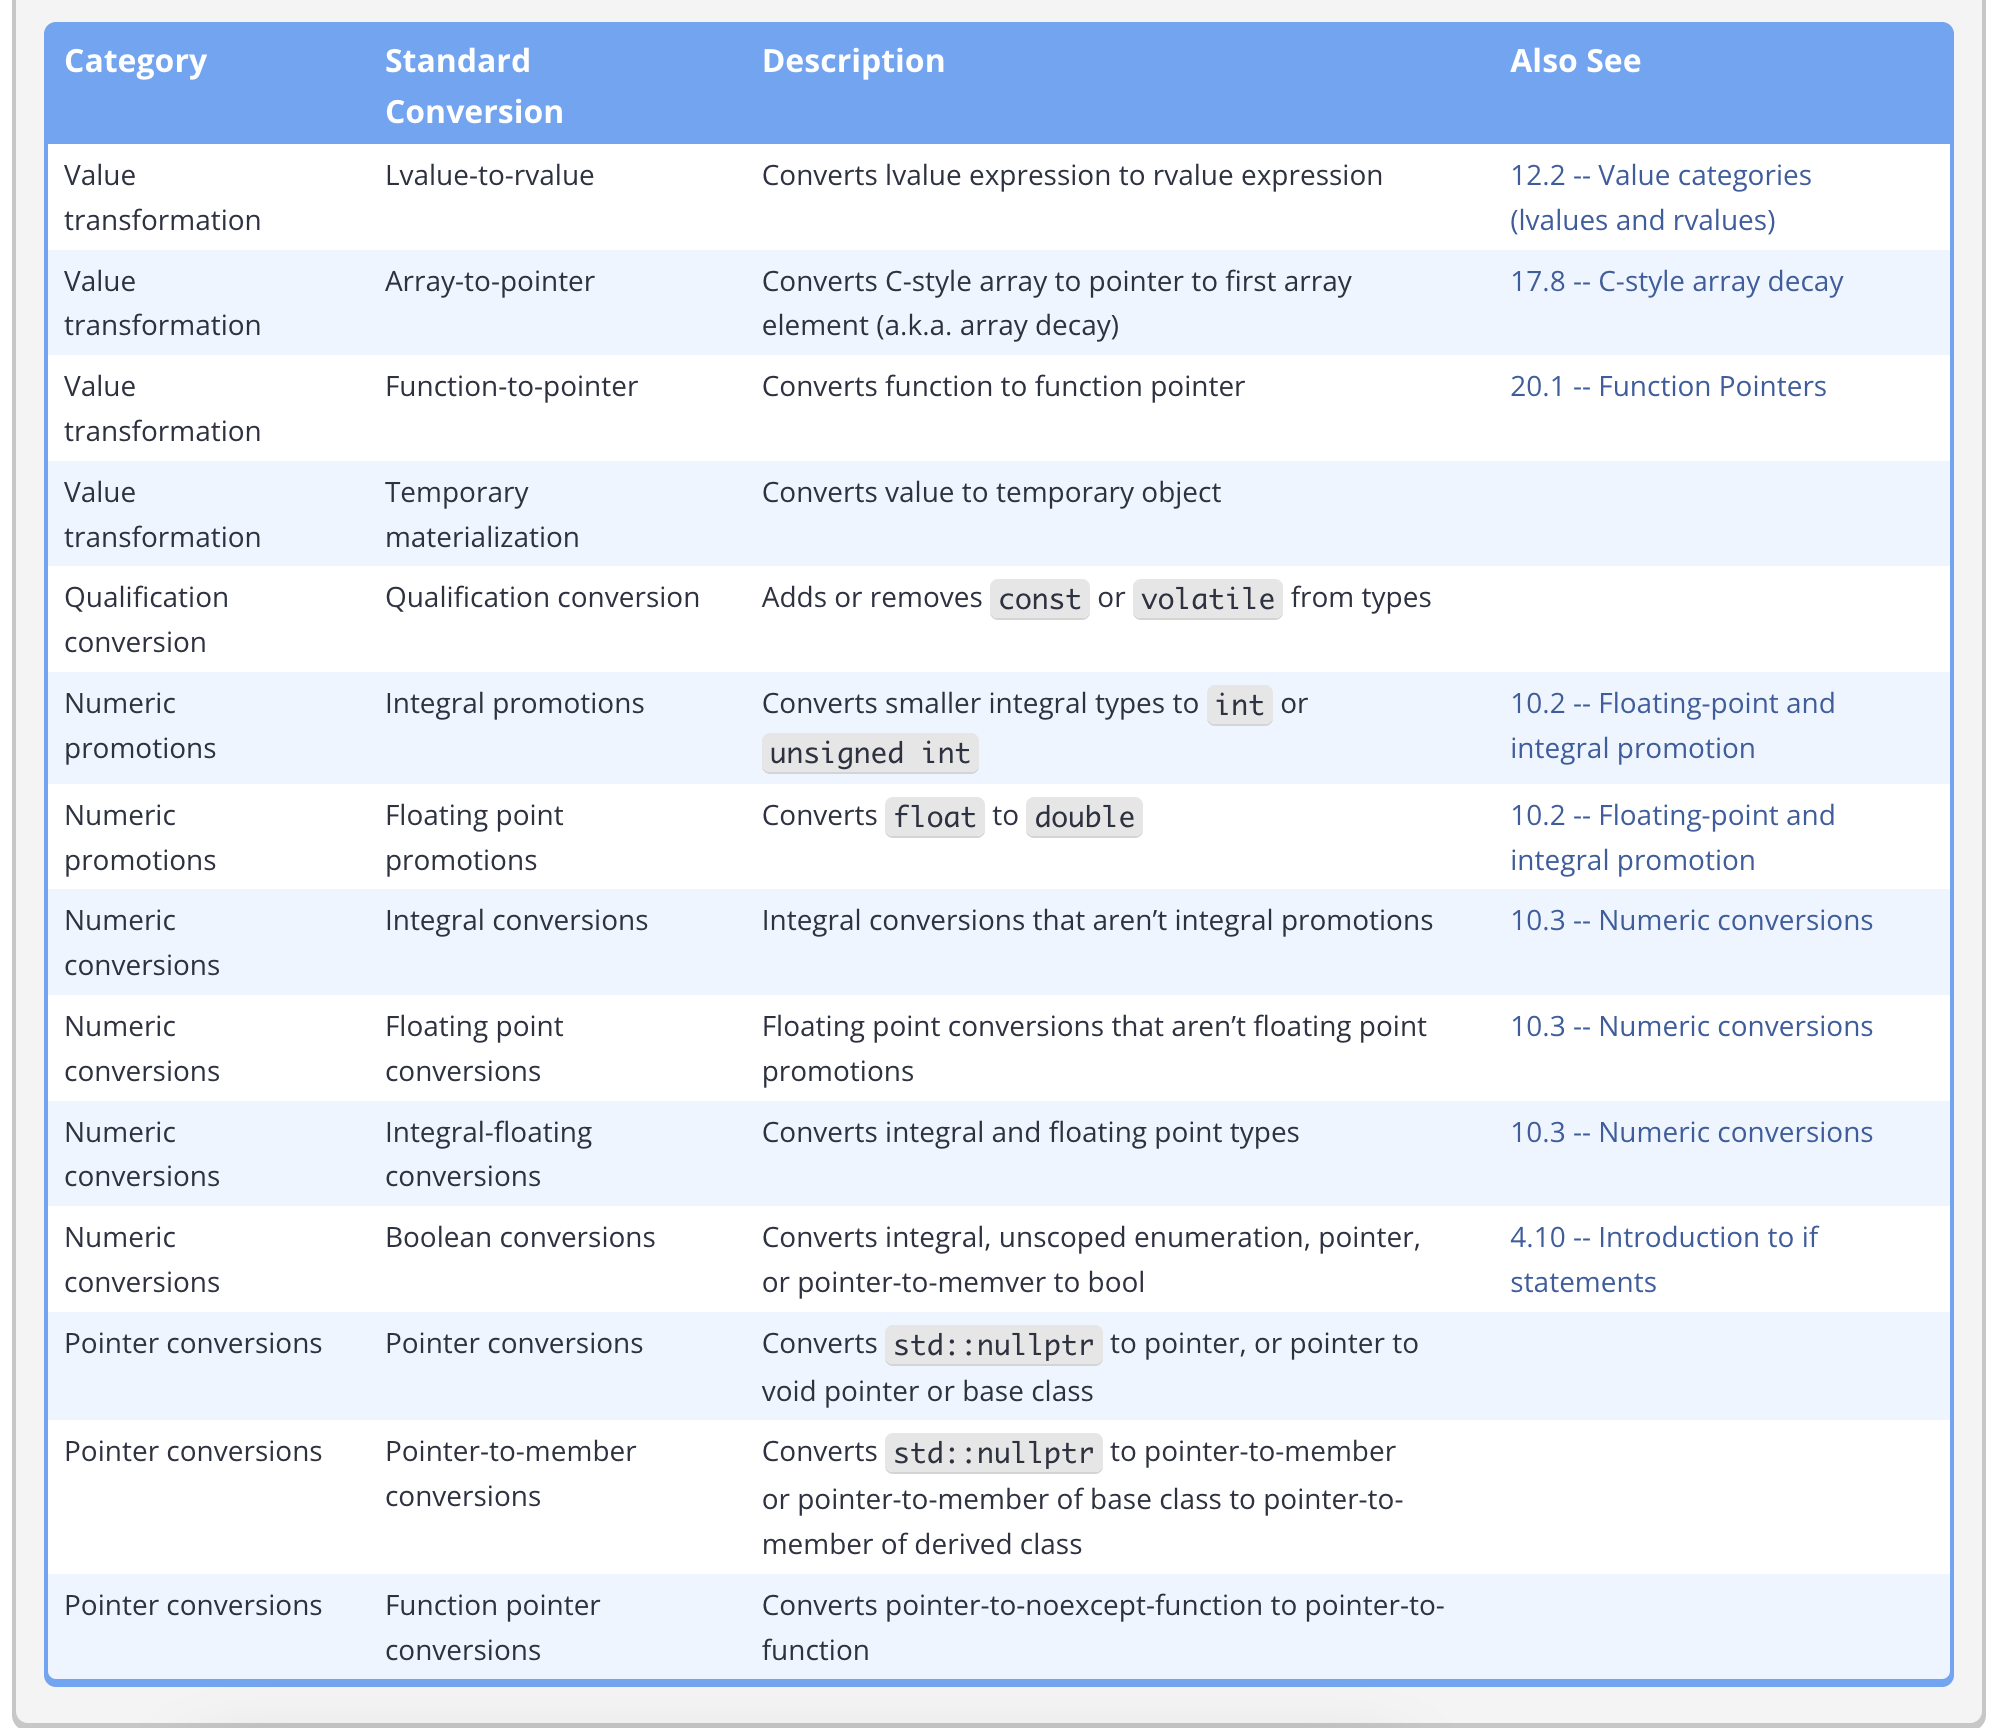 Category Standard Conversion Description Also See
Value transformation Lvalue-to-rvalue Converts lvalue expression to rvalue expression 12.2 -- Value categories (lvalues and rvalues)
Value transformation Array-to-pointer Converts C-style array to pointer to first array element (a.k.a. array decay) 17.8 -- C-style array decay
Value transformation Function-to-pointer Converts function to function pointer 20.1 -- Function Pointers
Value transformation Temporary materialization Converts value to temporary object
Qualification conversion Qualification conversion Adds or removes const or volatile from types
Numeric promotions Integral promotions Converts smaller integral types to int or unsigned int 10.2 -- Floating-point and integral promotion
Numeric promotions Floating point promotions Converts float to double 10.2 -- Floating-point and integral promotion
Numeric conversions Integral conversions Integral conversions that aren’t integral promotions 10.3 -- Numeric conversions
Numeric conversions Floating point conversions Floating point conversions that aren’t floating point promotions 10.3 -- Numeric conversions
Numeric conversions Integral-floating conversions Converts integral and floating point types 10.3 -- Numeric conversions
Numeric conversions Boolean conversions Converts integral, unscoped enumeration, pointer, or pointer-to-memver to bool 4.10 -- Introduction to if statements
Pointer conversions Pointer conversions Converts std::nullptr to pointer, or pointer to void pointer or base class
Pointer conversions Pointer-to-member conversions Converts std::nullptr to pointer-to-member or pointer-to-member of base class to pointer-to-member of derived class
Pointer conversions Function pointer conversions Converts pointer-to-noexcept-function to pointer-to-function